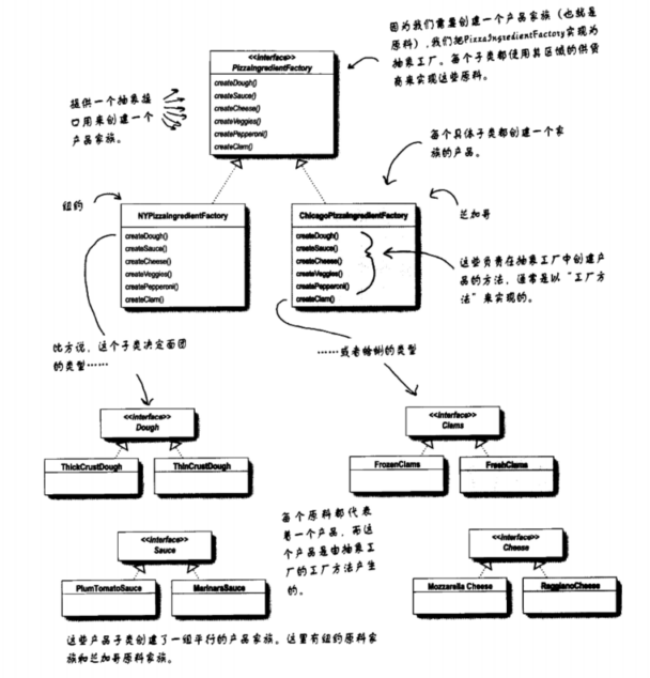 因为我们需要创建一个产品家族（也就是
原料），我们把PizzaIngredientFactory实现为
抽象工厂。每个子类都使用其区域的供货
商来实现这些原料。
<<interface>>
PizzaIngredientFactory
createDough()
createSauce()
createCheese()
createVeggies()
createPepperoni()
createClam()
提供一个抽象接
口用来创建一个
产品家族。
每个具体子类都创建一个家
族的产品。
纽约
NYPizzaIngredientFactory
createDough()
createSauce()
createCheese()
createVeggies()
createPepperoni()
createClam()
ChicagoPizzaIngredientFactory
createDough()
createSauce()
createCheese()
createVeggies()
createPepperoni()
createClam()
芝加哥
这些负责在抽象工厂中创建产
品的方法，通常是以“工厂方
法”来实现的。
比方说，这个子类决定面团
的类型……
……或者蛤蜊的类型
<<interface>>
Dough
ThickCrustDough
ThinCrustDough
<<interface>>
Clams
FrozenClams
FreshClams
每个原料都代表
着一个产品，而这
个产品是由抽象工
厂的工厂方法产生
的。
<<interface>>
Sauce
PlumTomatoSauce
MarinaraSauce
<<interface>>
Cheese
Mozzarella Cheese
ReggianoCheese
这些产品子类创建了一组平行的产品家族。这里有纽约原料家
族和芝加哥原料家族。